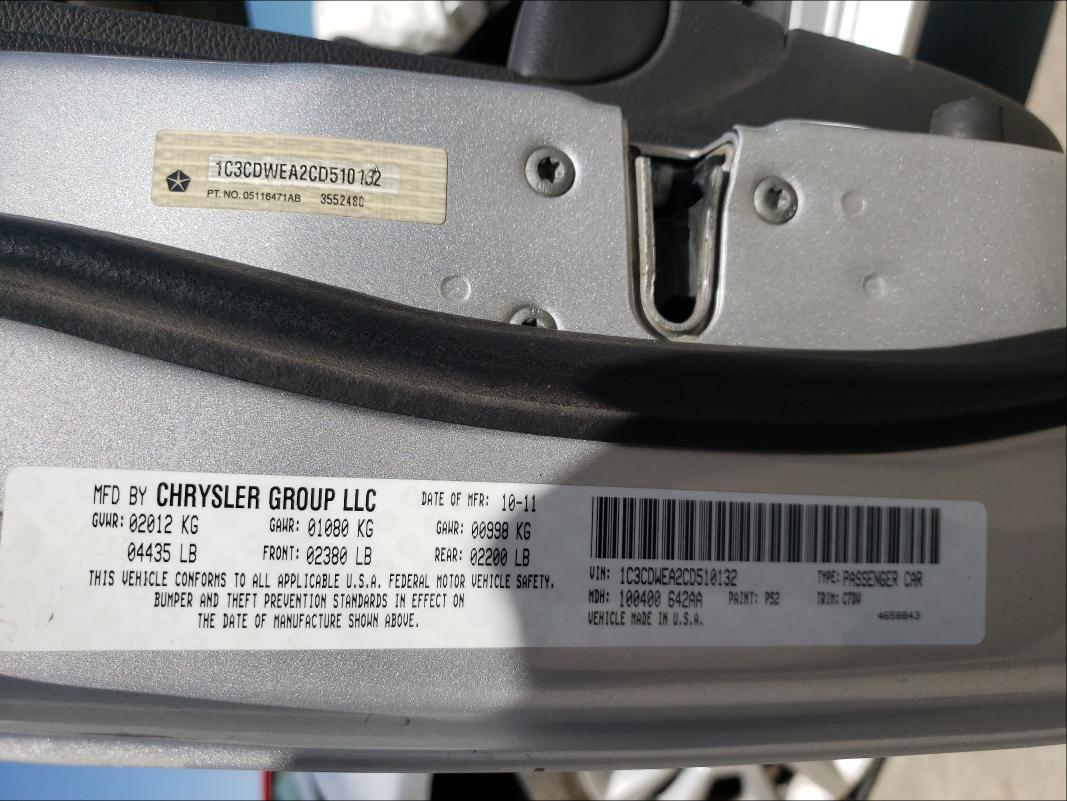 1C3CDWEA2CD510132
PT. NO. 05116471AB 3552480
MFD BY CHRYSLER GROUP LLC DATE OF MFR: 10-11
GVWR: 02012 KG GAWR: 01080 KG GAWR: 00998 KG
04435 LB FRONT: 02380 LB REAR: 02200 LB
THIS VEHICLE CONFORMS TO ALL APPLICABLE U.S.A. FEDERAL MOTOR VEHICLE SAFETY,
BUMPER AND THEFT PREVENTION STANDARDS IN EFFECT ON
THE DATE OF MANUFACTURE SHOWN ABOVE.
VIN: 1C3CDWEA2CD510132 TYPE: PASSENGER CAR
MDH: 100400 642AA PAINT: PS2 TRIM: C7DV
VEHICLE MADE IN U.S.A. 4658843